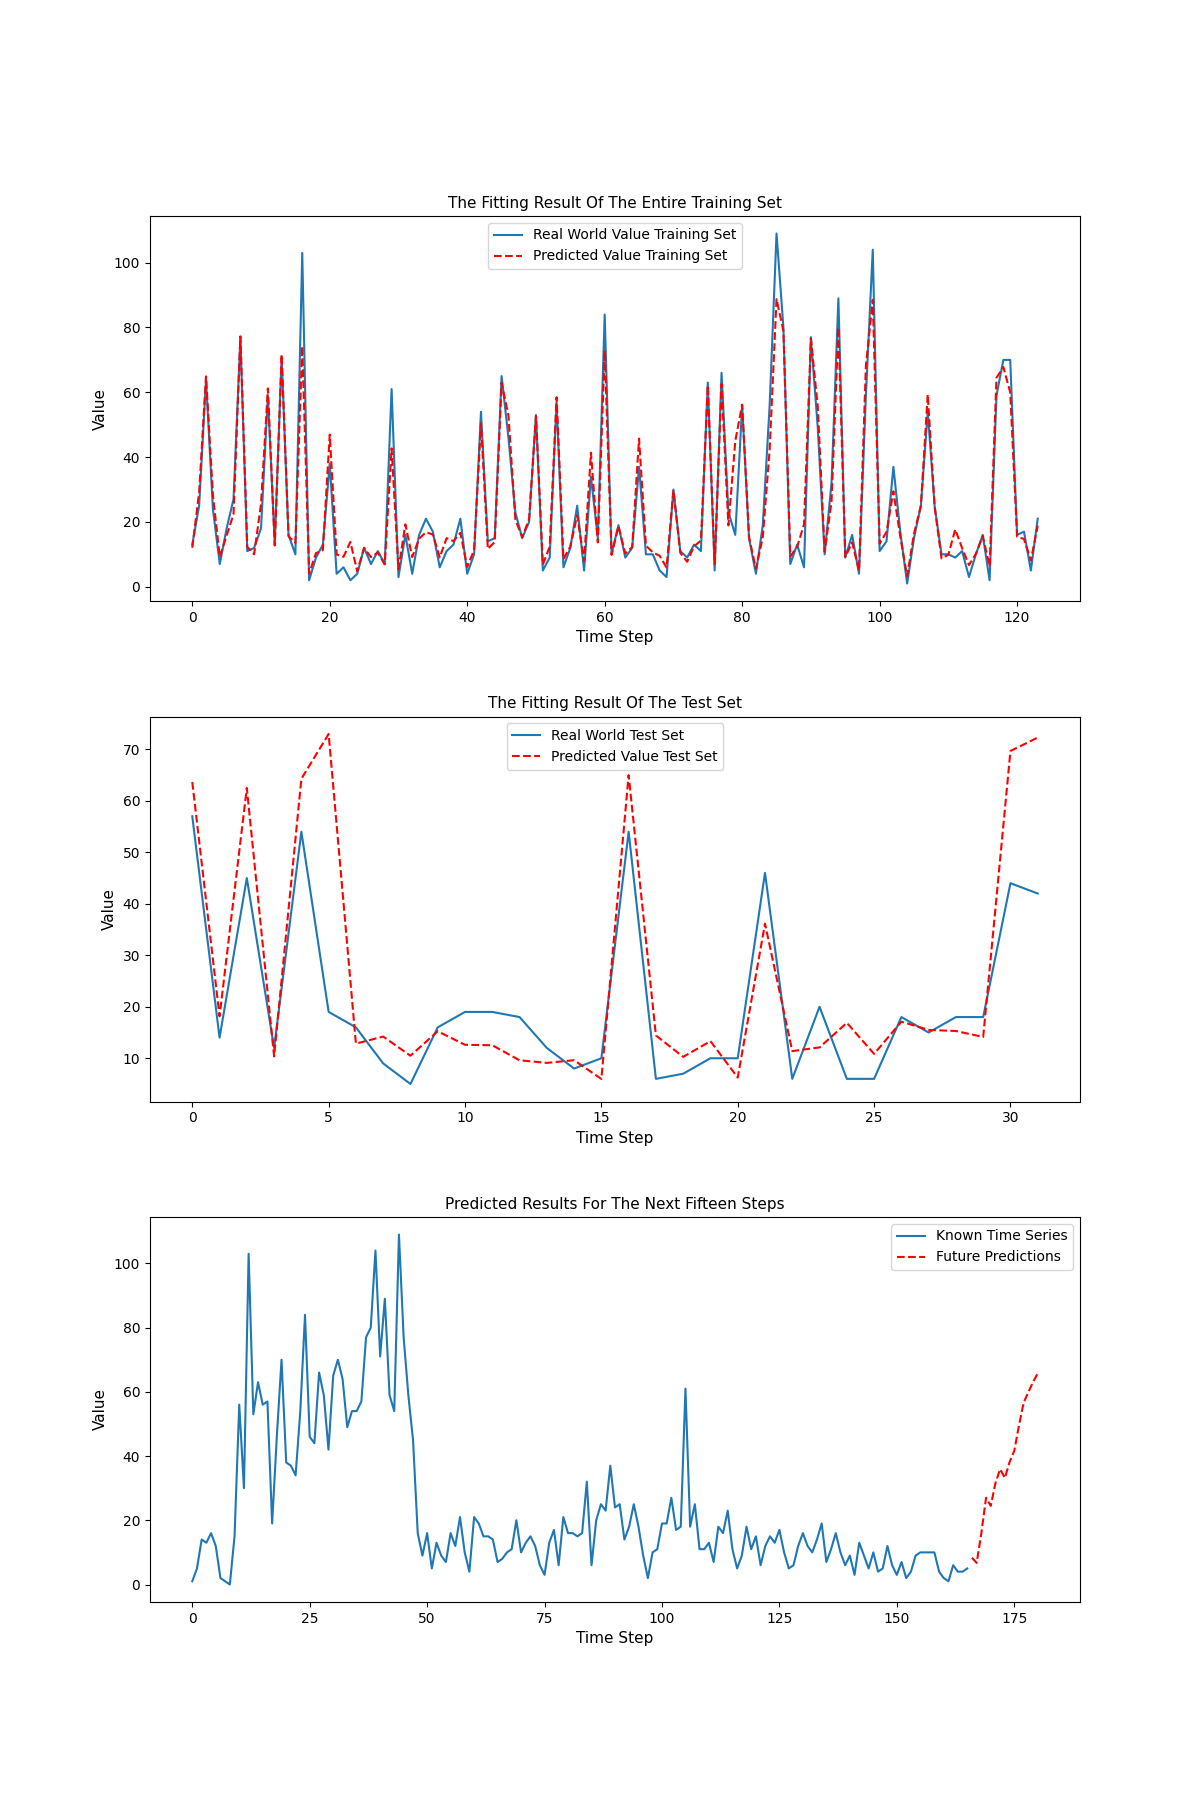 The Fitting Result Of The Entire Training Set
Real World Value Training Set
Predicted Value Training Set
Value
100
80
60
40
20
0
0 20 40 60 80 100 120
Time Step
The Fitting Result Of The Test Set
Real World Test Set
Predicted Value Test Set
Value
70
60
50
40
30
20
10
0 5 10 15 20 25 30
Time Step
Predicted Results For The Next Fifteen Steps
Known Time Series
Future Predictions
Value
100
80
60
40
20
0
0 25 50 75 100 125 150 175
Time Step